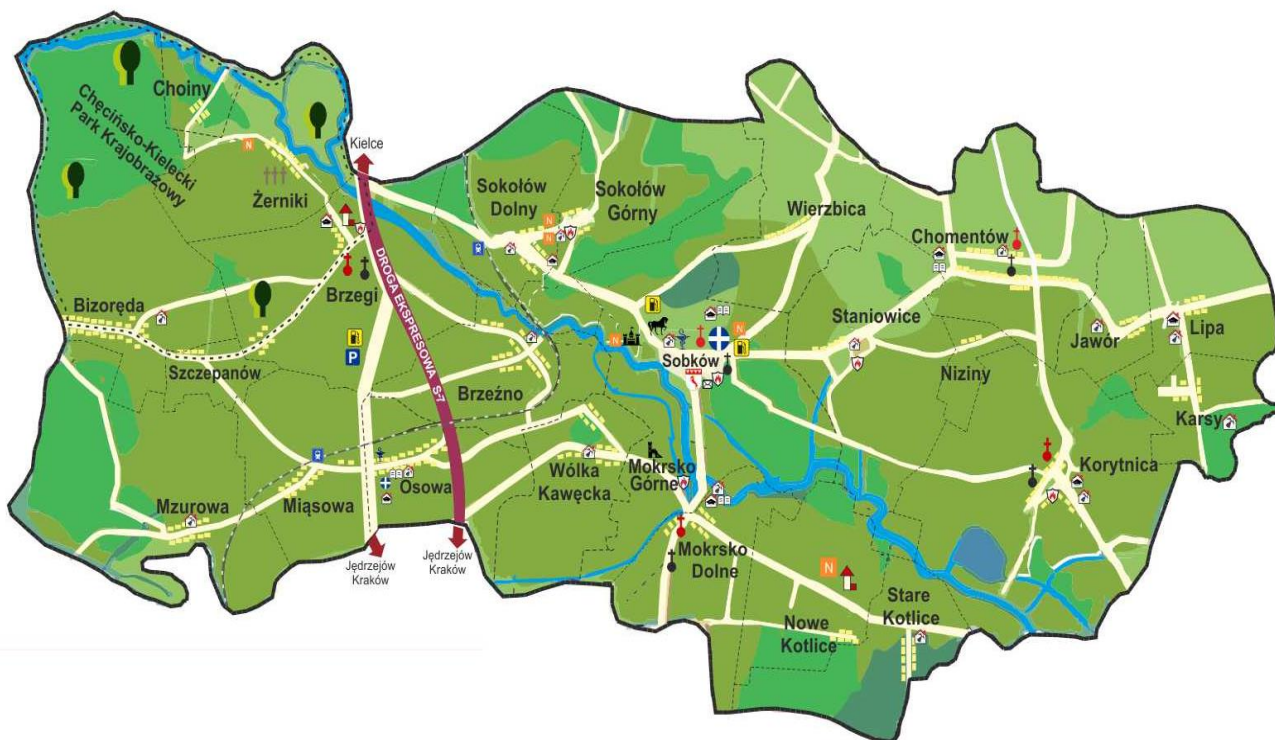 Choiny
Chęcińsko-Kielecki
Park Krajobrażowy
N
Żerniki
Kielce
Sokołów
Dolny
Sokołów
Górny
N
N
Wierzbica
Chomentów
Bizoręda
Brzegi
DROGA EKSPRESOWA S-7
P
Szczepanów
Brzeźno
N
Sobków
N
Staniowice
Niziny
Jawór
Lipa
Karsy
Korytnica
Wólka
Kawęcka
Mokrsko
Górne
Osowa
Miąsowa
Mzurowa
Jędrzejów
Kraków
Jędrzejów
Kraków
Mokrsko
Dolne
N
Stare
Kotlice
Nowe
Kotlice